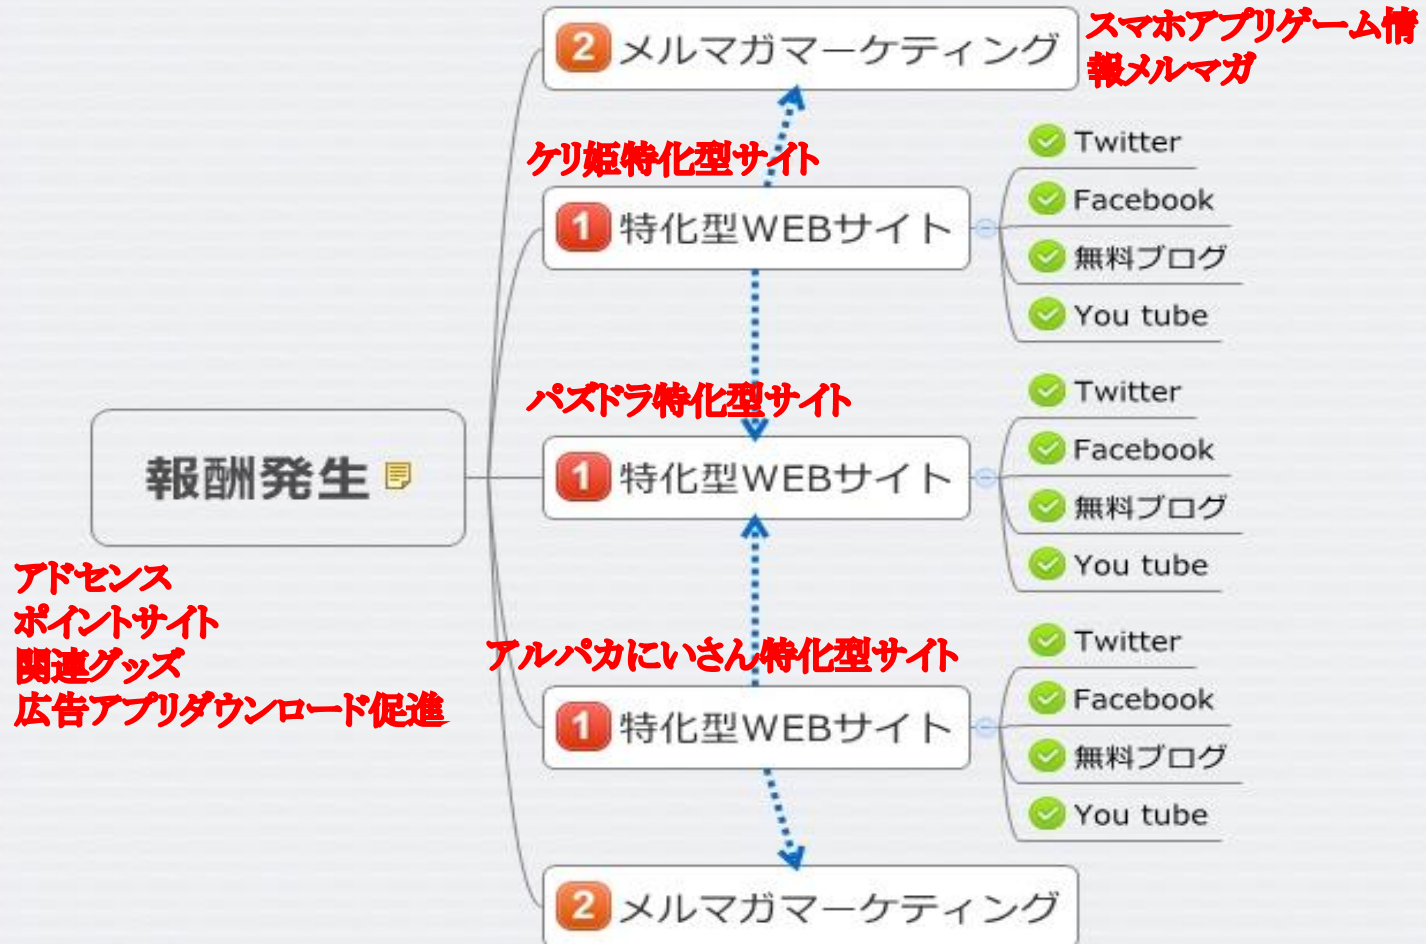 2 メルマガマーケティング
スマホアプリゲーム情
報メルマガ
ケリ姫特化型サイト
1 特化型WEBサイト
Twitter
Facebook
無料ブログ
You tube
パズドラ特化型サイト
1 特化型WEBサイト
Twitter
Facebook
無料ブログ
You tube
報酬発生
アドセンス
ポイントサイト
関連グッズ
広告アプリダウンロード促進
アルパカにいさん特化型サイト
1 特化型WEBサイト
Twitter
Facebook
無料ブログ
You tube
2 メルマガマーケティング